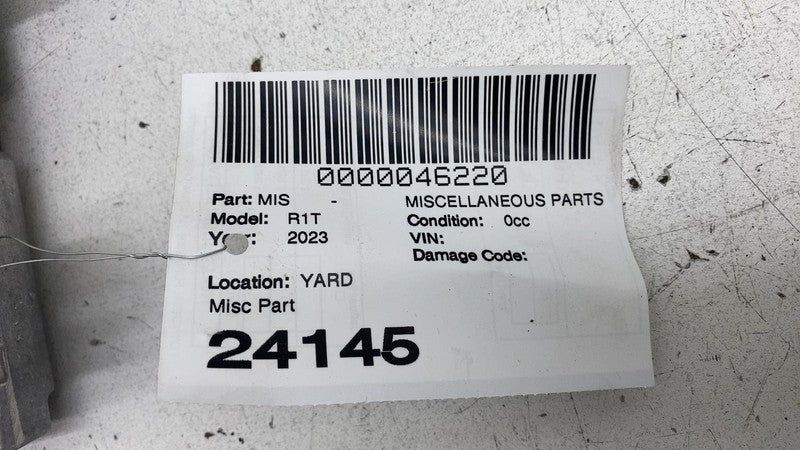 0000046220
Part: MIS - MISCELLANEOUS PARTS
Model: R1T Condition: 0cc
Year: 2023 VIN:
Damage Code:
Location: YARD
Misc Part
24145